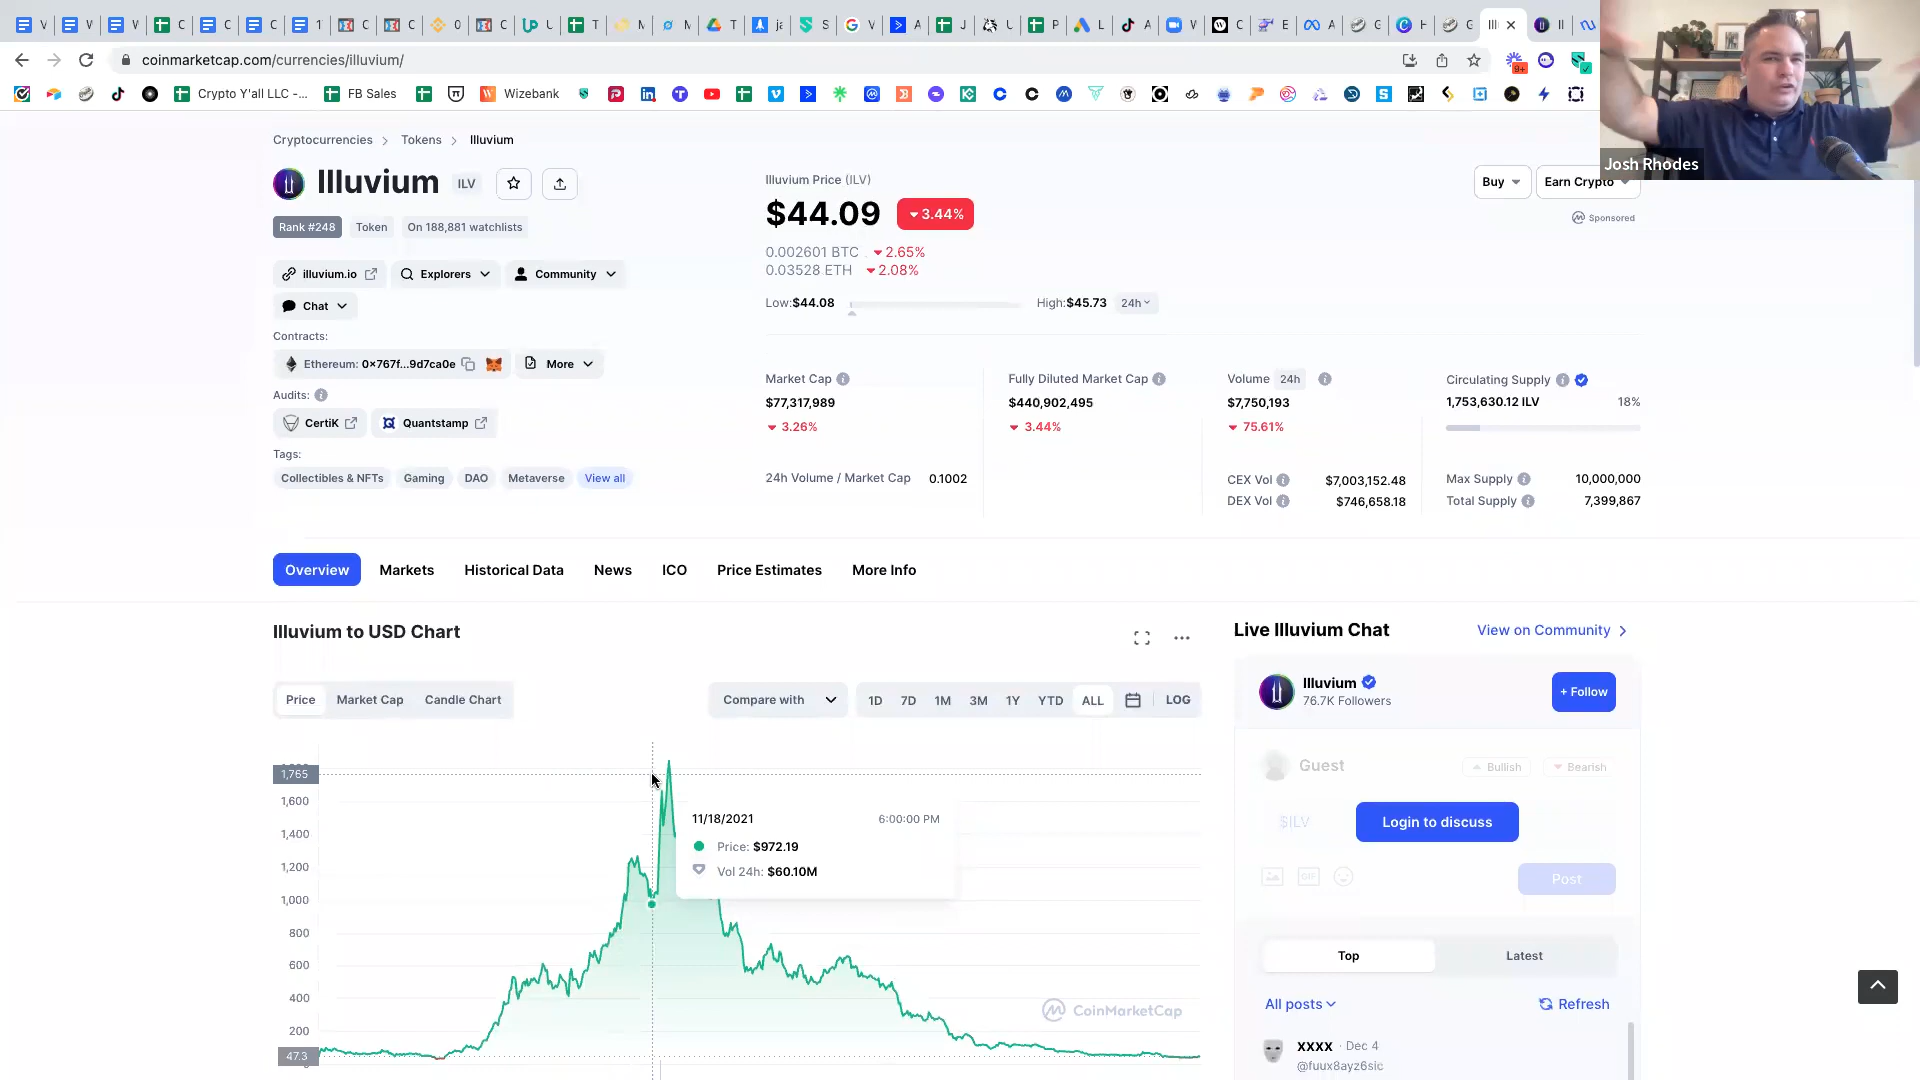 coinmarketcap.com/currencies/illuvium/
Crypto Y'all LLC -...
FB Sales
Wizebank
9+
Josh Rhodes
Cryptocurrencies
Tokens
Illuvium
Illuvium
ILV
Rank #248
Token
On 188,881 watchlists
illuvium.io
Explorers
Community
Chat
Contracts:
Ethereum: 0x767f...9d7ca0e
More
Audits:
CertiK
Quantstamp
Tags:
Collectibles & NFTs
Gaming
DAO
Metaverse
View all
Illuvium Price (ILV)
$44.09
3.44%
0.002601 BTC
2.65%
0.03528 ETH
2.08%
Low:$44.08
High:$45.73
24h
Buy
Earn Crypto
Sponsored
Market Cap
$77,317,989
3.26%
24h Volume / Market Cap
0.1002
Fully Diluted Market Cap
$440,902,495
3.44%
Volume 24h
$7,750,193
75.61%
CEX Vol
$7,003,152.48
DEX Vol
$746,658.18
Circulating Supply
1,753,630.12 ILV
18%
Max Supply
10,000,000
Total Supply
7,399,867
Overview
Markets
Historical Data
News
ICO
Price Estimates
More Info
Illuvium to USD Chart
Price
Market Cap
Candle Chart
Compare with
1D
7D
1M
3M
1Y
YTD
ALL
LOG
1,765
1,600
1,400
1,200
1,000
800
600
400
200
47.3
11/18/2021
6:00:00 PM
Price: $972.19
Vol 24h: $60.10M
CoinMarketCap
Live Illuvium Chat
View on Community
Illuvium
76.7K Followers
+ Follow
Guest
Bullish
Bearish
$ILV
Login to discuss
GIF
Post
Top
Latest
All posts
Refresh
XXXX · Dec 4
@fuux8ayz6sic